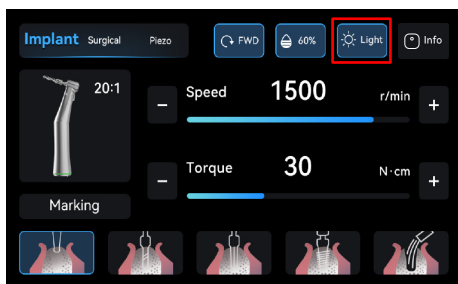 Implant Surgical Piezo FWD 60% Light Info
20:1
Speed 1500 r/min
− +
Torque 30 N·cm
− +
Marking